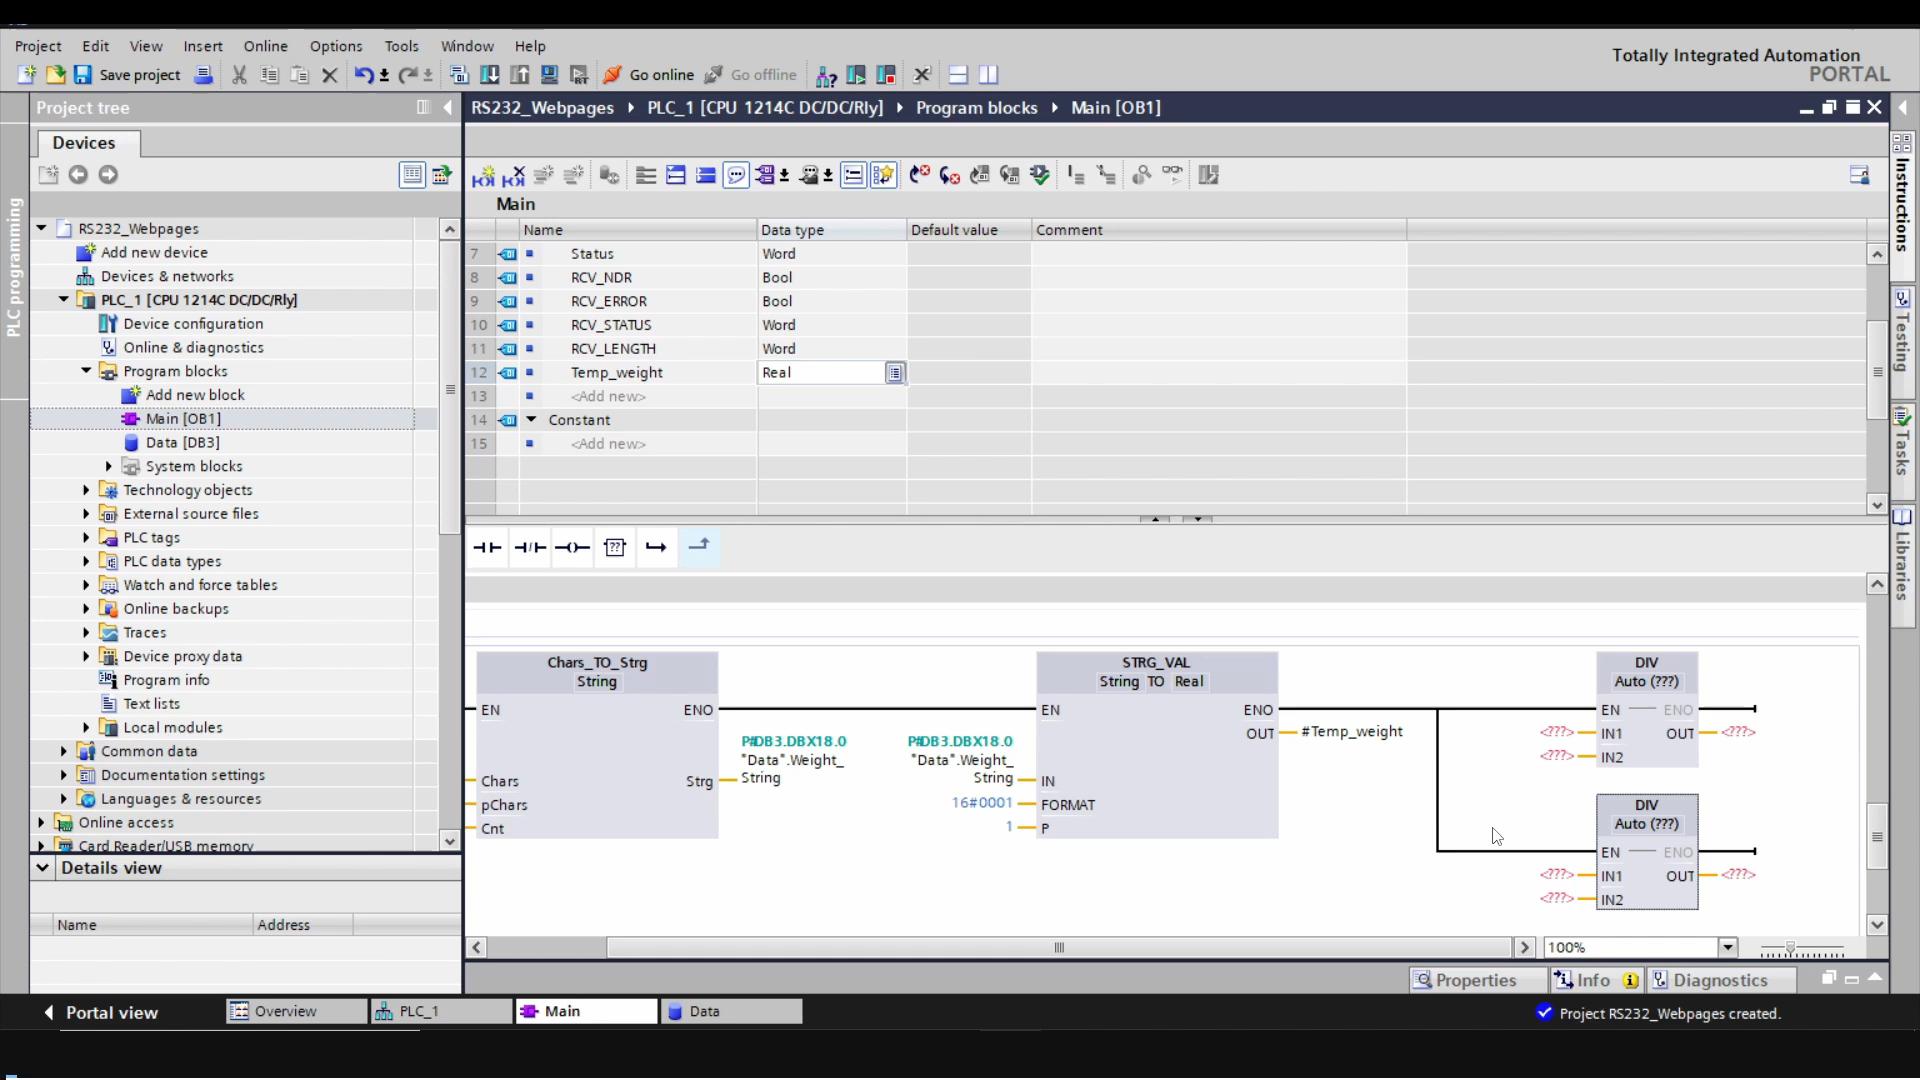 Project Edit View Insert Online Options Tools Window Help
Totally Integrated Automation
PORTAL
Save project Go online Go offline
Project tree
RS232_Webpages PLC_1 [CPU 1214C DC/DC/Rly] Program blocks Main [OB1]
Devices
PLC programming
RS232_Webpages
Add new device
Devices & networks
PLC_1 [CPU 1214C DC/DC/Rly]
Device configuration
Online & diagnostics
Program blocks
Add new block
Main [OB1]
Data [DB3]
System blocks
Technology objects
External source files
PLC tags
PLC data types
Watch and force tables
Online backups
Traces
Device proxy data
Program info
Text lists
Local modules
Common data
Documentation settings
Languages & resources
Online access
Card Reader/USB memory
Details view
Name Address
Main
Name Data type Default value Comment
7 Status Word
8 RCV_NDR Bool
9 RCV_ERROR Bool
10 RCV_STATUS Word
11 RCV_LENGTH Word
12 Temp_weight Real
13 <Add new>
14 Constant
15 <Add new>
??
Chars_TO_Strg
String
EN ENO
Chars Strg
pChars
Cnt
P#DB3.DBX18.0
"Data".Weight_
String
P#DB3.DBX18.0
"Data".Weight_
String
16#0001
1
STRG_VAL
String TO Real
EN ENO
OUT
IN
FORMAT
P
#Temp_weight
DIV
Auto (???)
EN ENO
<???> IN1 OUT <???>
<???> IN2
DIV
Auto (???)
EN ENO
<???> IN1 OUT <???>
<???> IN2
100%
Properties Info Diagnostics
Instructions
Testing
Tasks
Libraries
Portal view Overview PLC_1 Main Data
Project RS232_Webpages created.